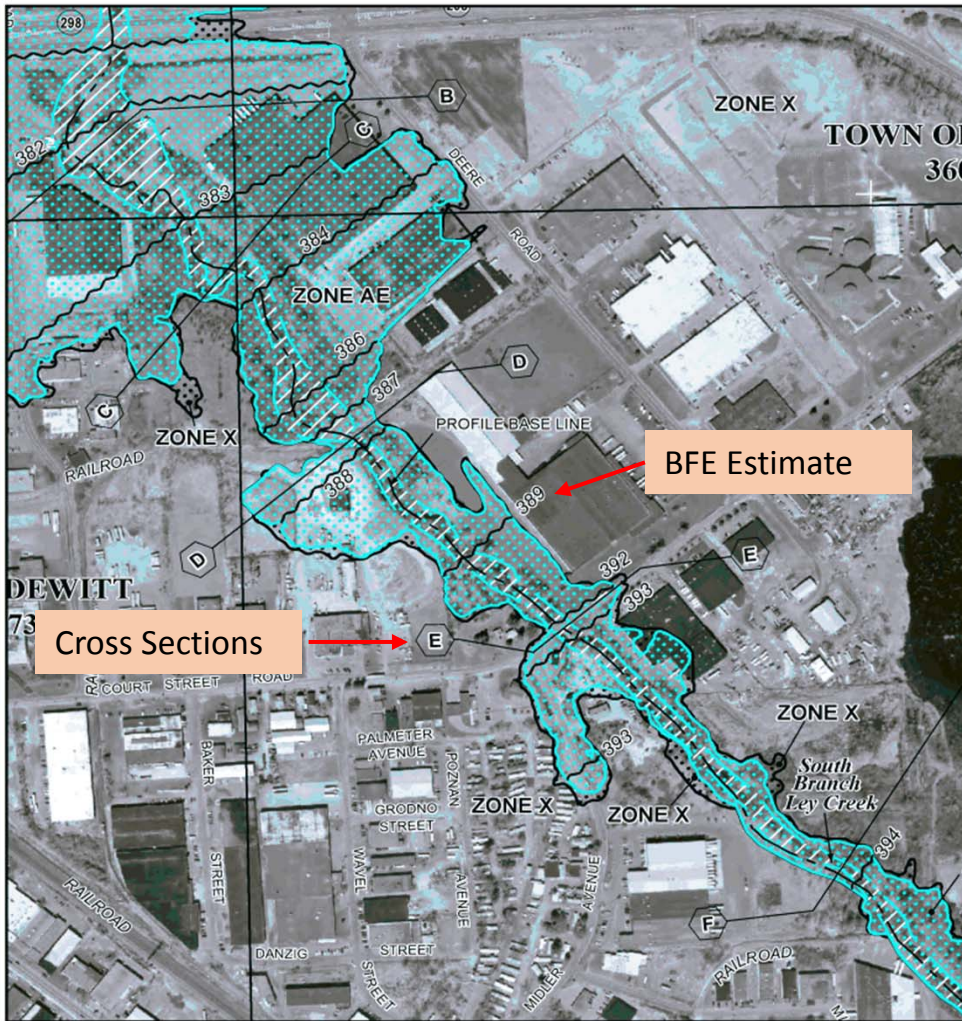 298
ZONE X
B
382
C
TOWN OF
360
DEERE
ROAD
383
384
ZONE AE
386
D
387
C
PROFILE BASE LINE
ZONE X
RAILROAD
BFE Estimate
388
389
D
392
E
393
DEWITT
73
Cross Sections
E
ROAD
COURT STREET
ZONE X
PALMETER
AVENUE
BAKER
STREET
393
POZNAN
AVENUE
South
Branch
Ley Creek
GRODNO
STREET
ZONE X
ZONE X
394
WAVEL
STREET
AVENUE
MIDLER
RAILROAD
F
DANZIG
STREET
RAILROAD